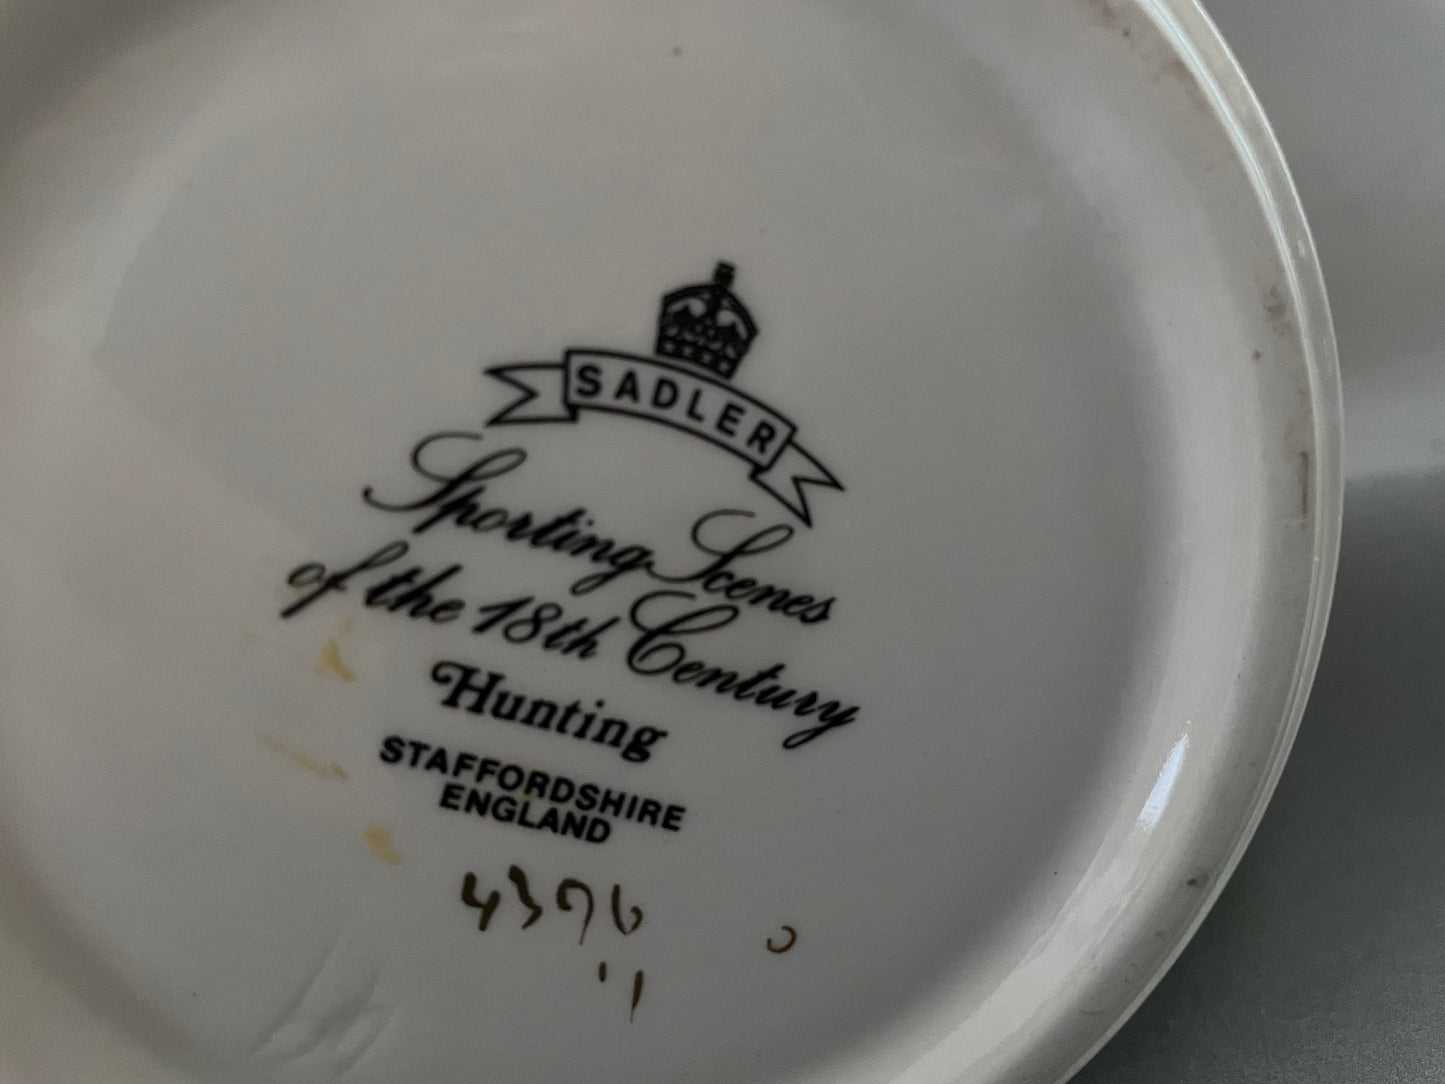 SADLER
Sporting Scenes
of the 18th Century
Hunting
STAFFORDSHIRE
ENGLAND
4376